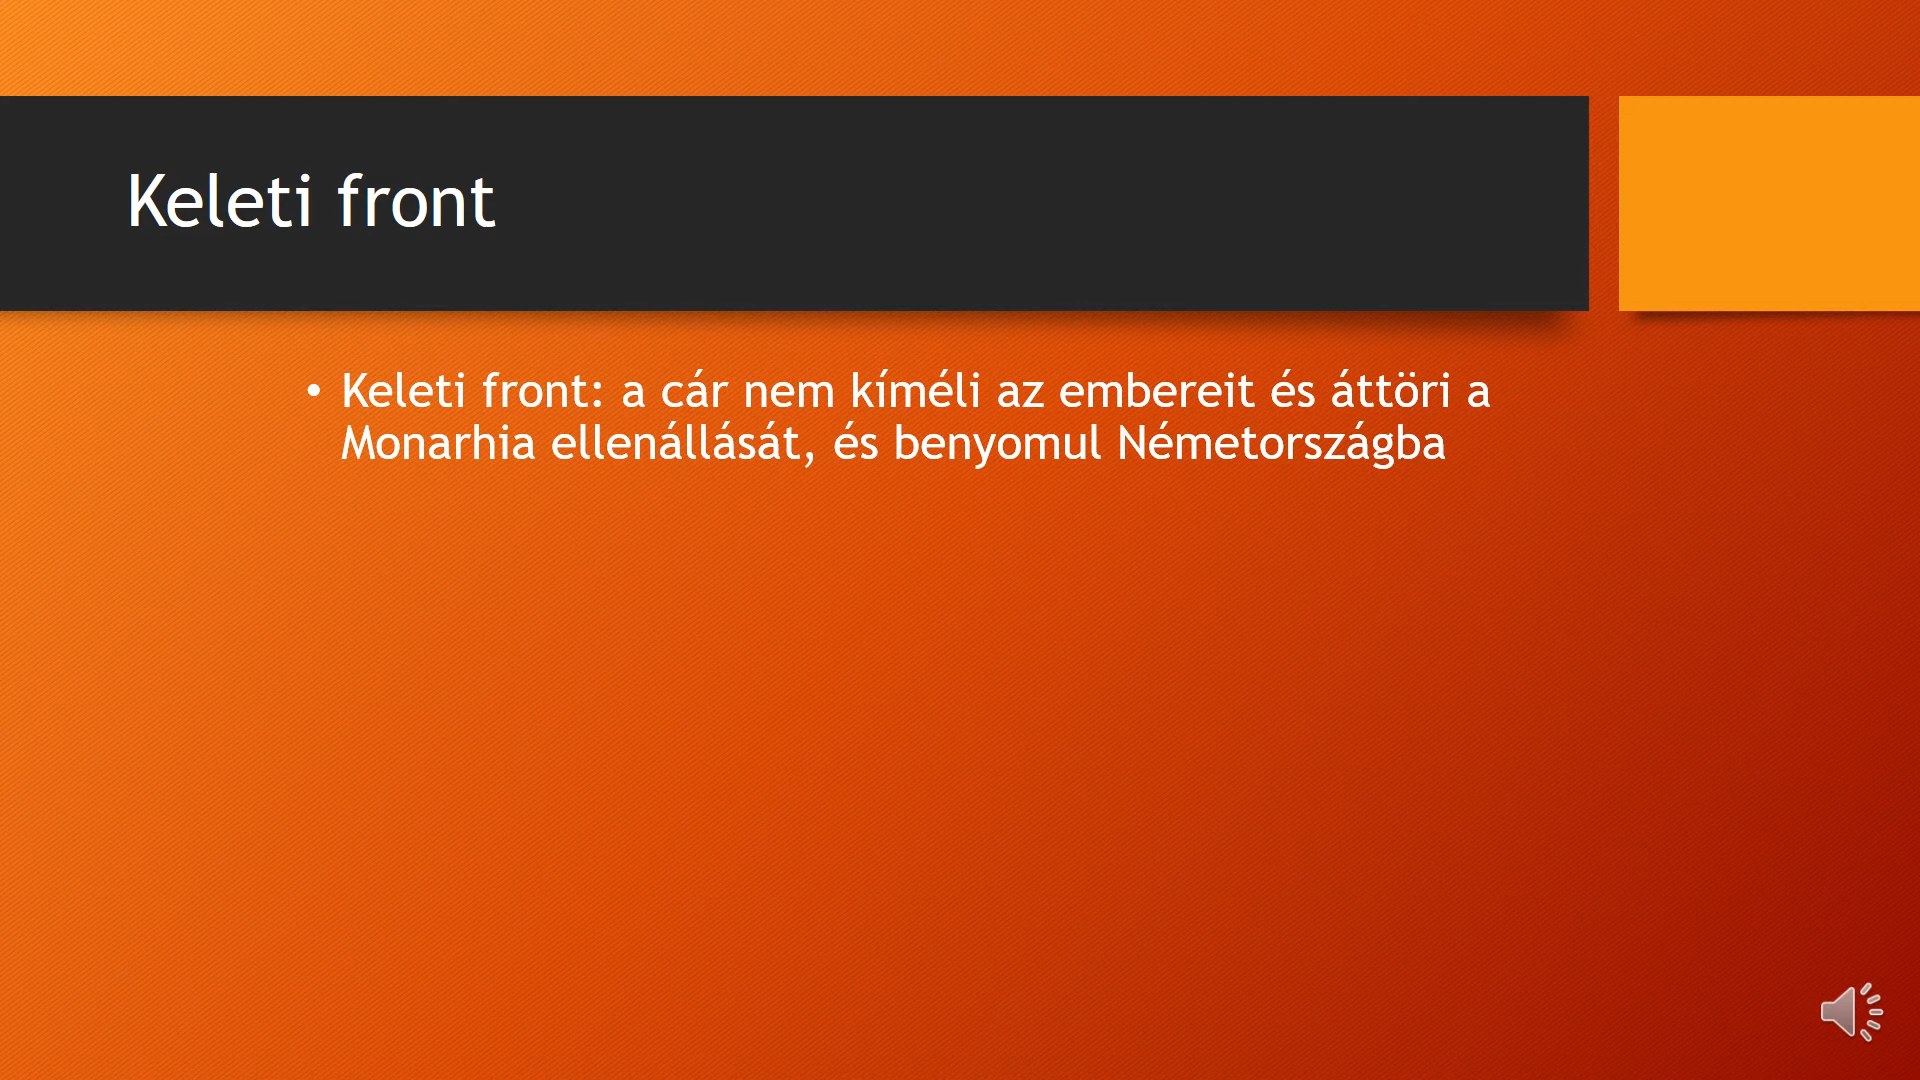 Keleti front
• Keleti front: a cár nem kíméli az embereit és áttöri a
Monarhia ellenállását, és benyomul Németországba